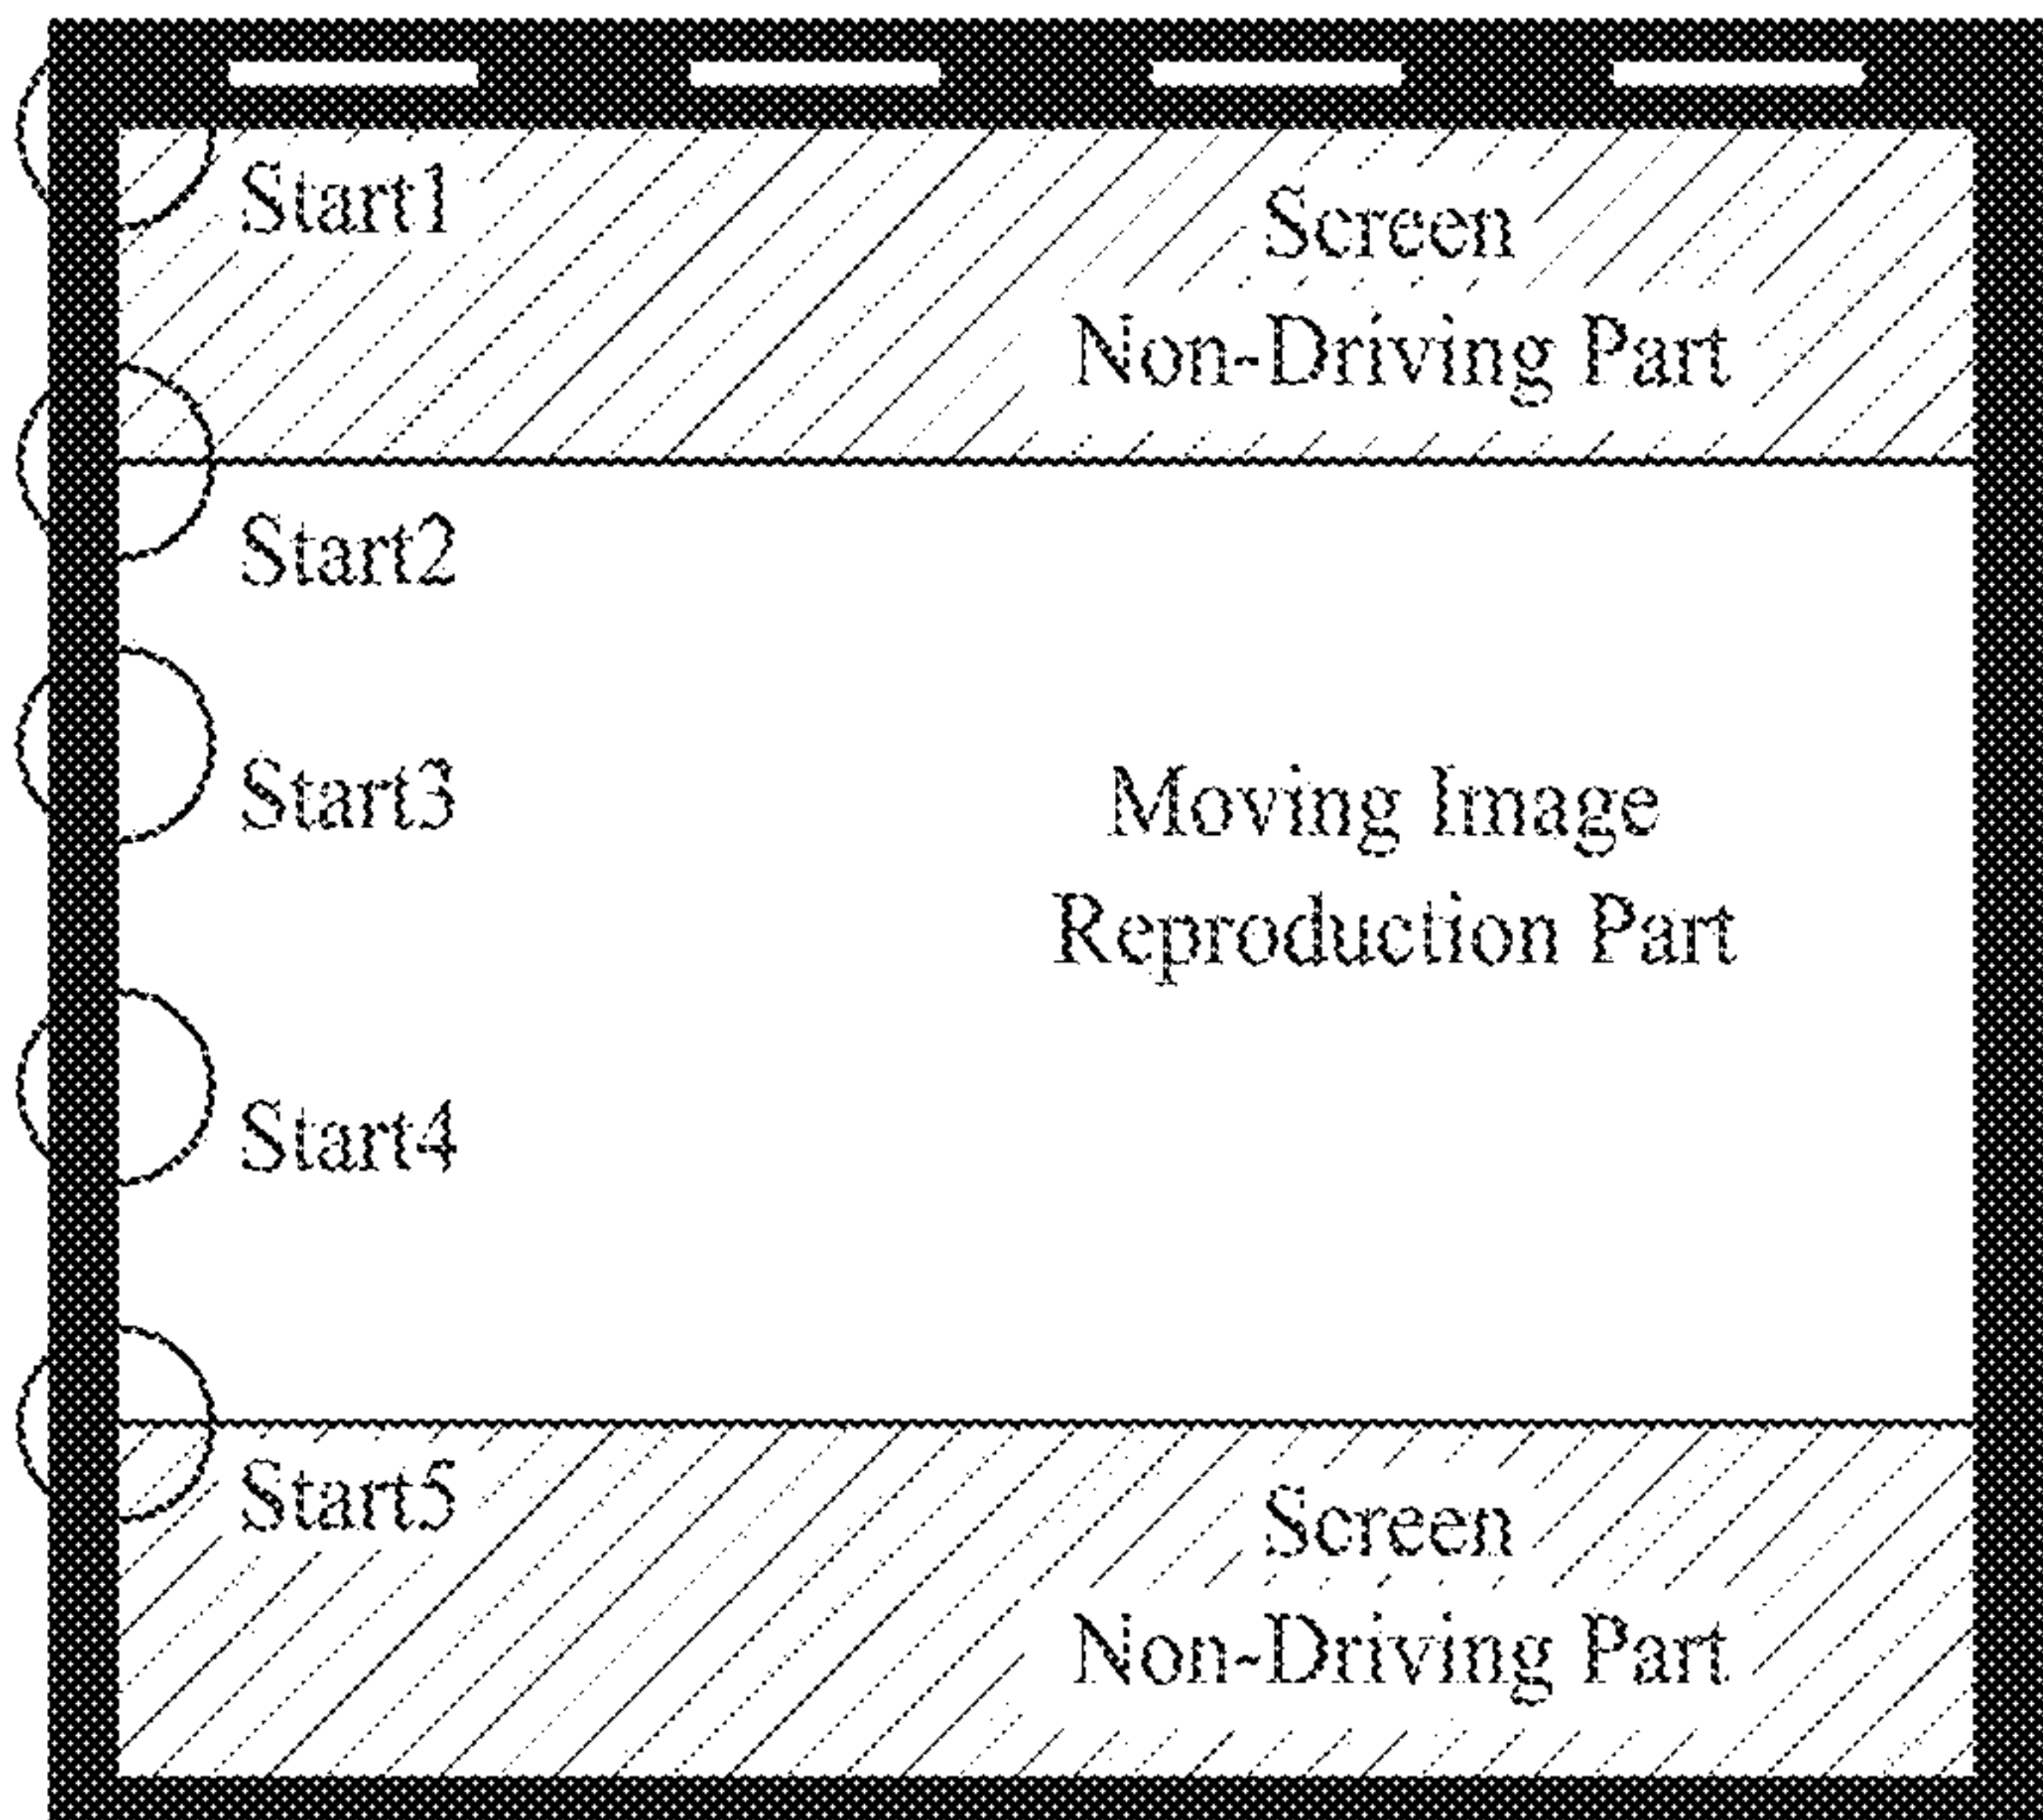 Start1
Screen
Non-Driving Part
Start2
Start3
Moving Image
Reproduction Part
Start4
Start5
Screen
Non-Driving Part